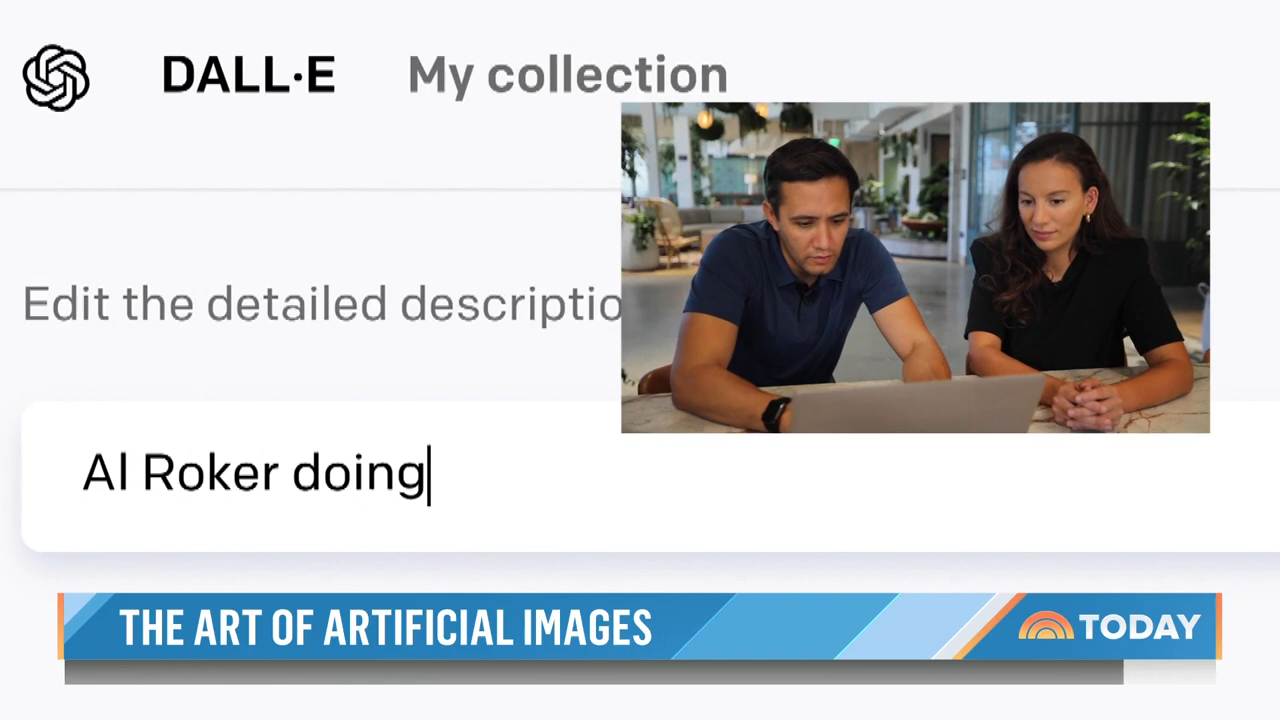 DALL·E My collection
Edit the detailed descriptio
Al Roker doing
THE ART OF ARTIFICIAL IMAGES
TODAY